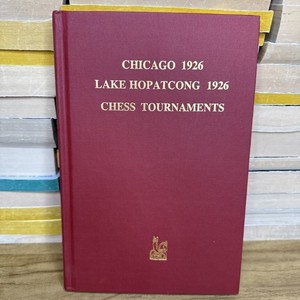 CHICAGO 1926
LAKE HOPATCONG 1926
CHESS TOURNAMENTS